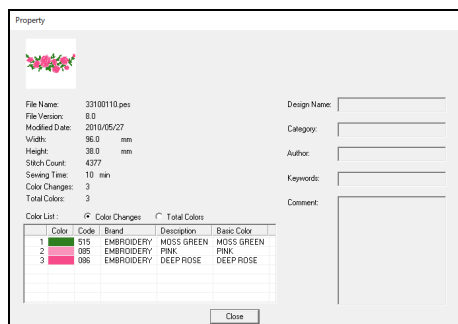 Property
File Name: 33100110.pes
File Version: 8.0
Modified Date: 2010/05/27
Width: 96.0 mm
Height: 38.0 mm
Stitch Count: 4377
Sewing Time: 10 min
Color Changes: 3
Total Colors: 3
Color List : Color Changes Total Colors
Color Code Brand Description Basic Color
1 515 EMBROIDERY MOSS GREEN MOSS GREEN
2 085 EMBROIDERY PINK PINK
3 086 EMBROIDERY DEEP ROSE DEEP ROSE
Design Name:
Category:
Author:
Keywords:
Comment:
Close